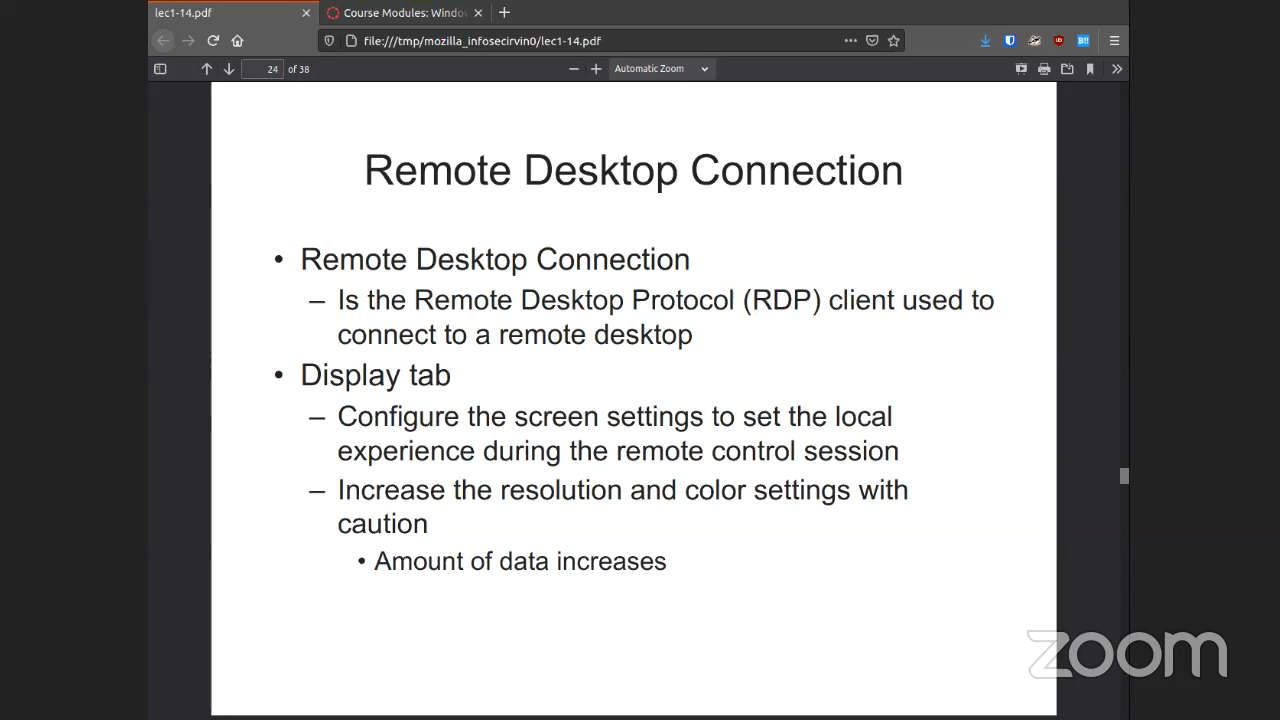 lec1-14.pdf
Course Modules: Windo
file:///tmp/mozilla_infosecirvin0/lec1-14.pdf
24 of 38
Automatic Zoom
Remote Desktop Connection
• Remote Desktop Connection
– Is the Remote Desktop Protocol (RDP) client used to
connect to a remote desktop
• Display tab
– Configure the screen settings to set the local
experience during the remote control session
– Increase the resolution and color settings with
caution
• Amount of data increases
zoom